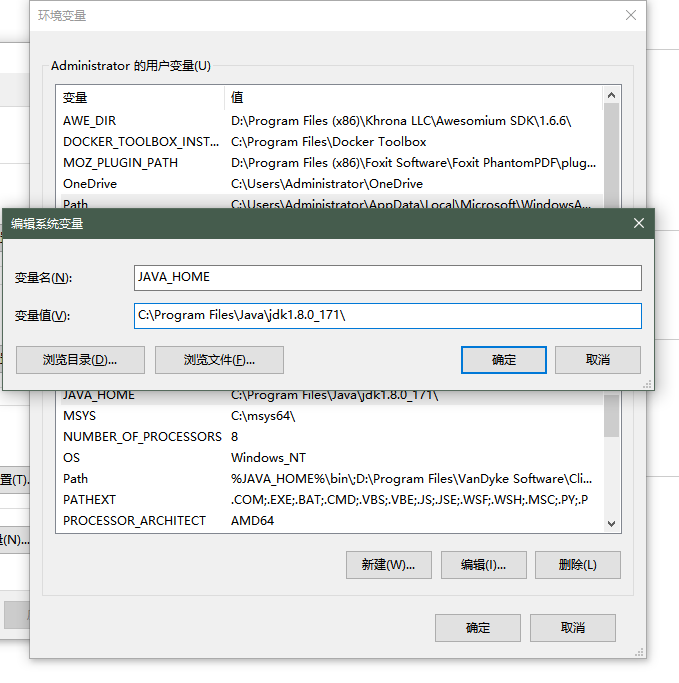 环境变量
Administrator 的用户变量(U)
变量 值
AWE_DIR D:\Program Files (x86)\Khrona LLC\Awesomium SDK\1.6.6\
DOCKER_TOOLBOX_INST... C:\Program Files\Docker Toolbox
MOZ_PLUGIN_PATH D:\Program Files (x86)\Foxit Software\Foxit PhantomPDF\plug...
OneDrive C:\Users\Administrator\OneDrive
Path C:\Users\Administrator\AppData\Local\Microsoft\WindowsA...
编辑系统变量
变量名(N): JAVA_HOME
变量值(V): C:\Program Files\Java\jdk1.8.0_171\
浏览目录(D)... 浏览文件(F)... 确定 取消
JAVA_HOME C:\Program Files\Java\jdk1.8.0_171\
MSYS C:\msys64\
NUMBER_OF_PROCESSORS 8
OS Windows_NT
Path %JAVA_HOME%\bin\;D:\Program Files\VanDyke Software\Cli...
置(T)...
PATHEXT .COM;.EXE;.BAT;.CMD;.VBS;.VBE;.JS;.JSE;.WSF;.WSH;.MSC;.PY;.P
PROCESSOR_ARCHITECT AMD64
(N)...
新建(W)... 编辑(I)... 删除(L)
确定 取消